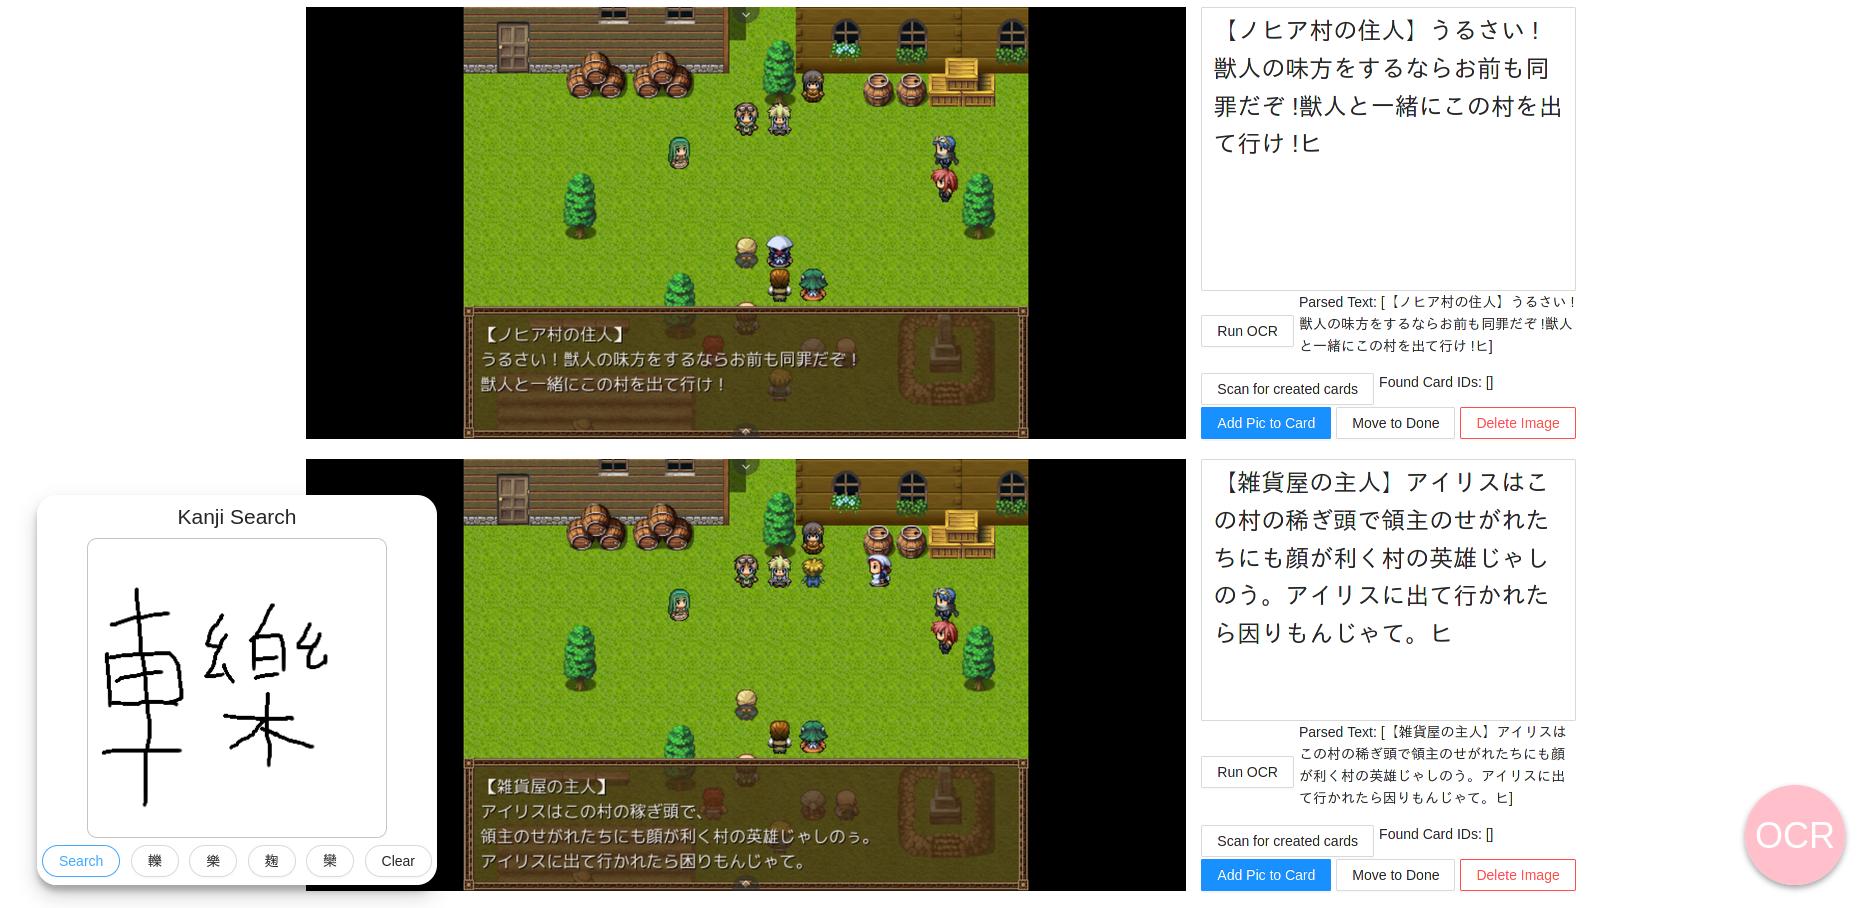 【ノヒア村の住人】
うるさい！獣人の味方をするならお前も同罪だぞ！
獣人と一緒にこの村を出て行け！
【ノヒア村の住人】うるさい！
獣人の味方をするならお前も同
罪だぞ !獣人と一緒にこの村を出
て行け !ヒ
Run OCR
Parsed Text: [【ノヒア村の住人】うるさい！
獣人の味方をするならお前も同罪だぞ !獣人
と一緒にこの村を出て行け !ヒ]
Scan for created cards
Found Card IDs: []
Add Pic to Card
Move to Done
Delete Image
Kanji Search
轢
Search
轢
樂
麹
欒
Clear
【雑貨屋の主人】
アイリスはこの村の稼ぎ頭で、
領主のせがれたちにも顔が利く村の英雄じゃしのぅ。
アイリスに出て行かれたら困りもんじゃて。
【雑貨屋の主人】アイリスはこ
の村の稀ぎ頭で領主のせがれた
ちにも顔が利く村の英雄じゃし
のう。アイリスに出て行かれた
ら因りもんじゃて。ヒ
Run OCR
Parsed Text: [【雑貨屋の主人】アイリスは
この村の稀ぎ頭で領主のせがれたちにも顔
が利く村の英雄じゃしのう。アイリスに出
て行かれたら因りもんじゃて。ヒ]
Scan for created cards
Found Card IDs: []
Add Pic to Card
Move to Done
Delete Image
OCR